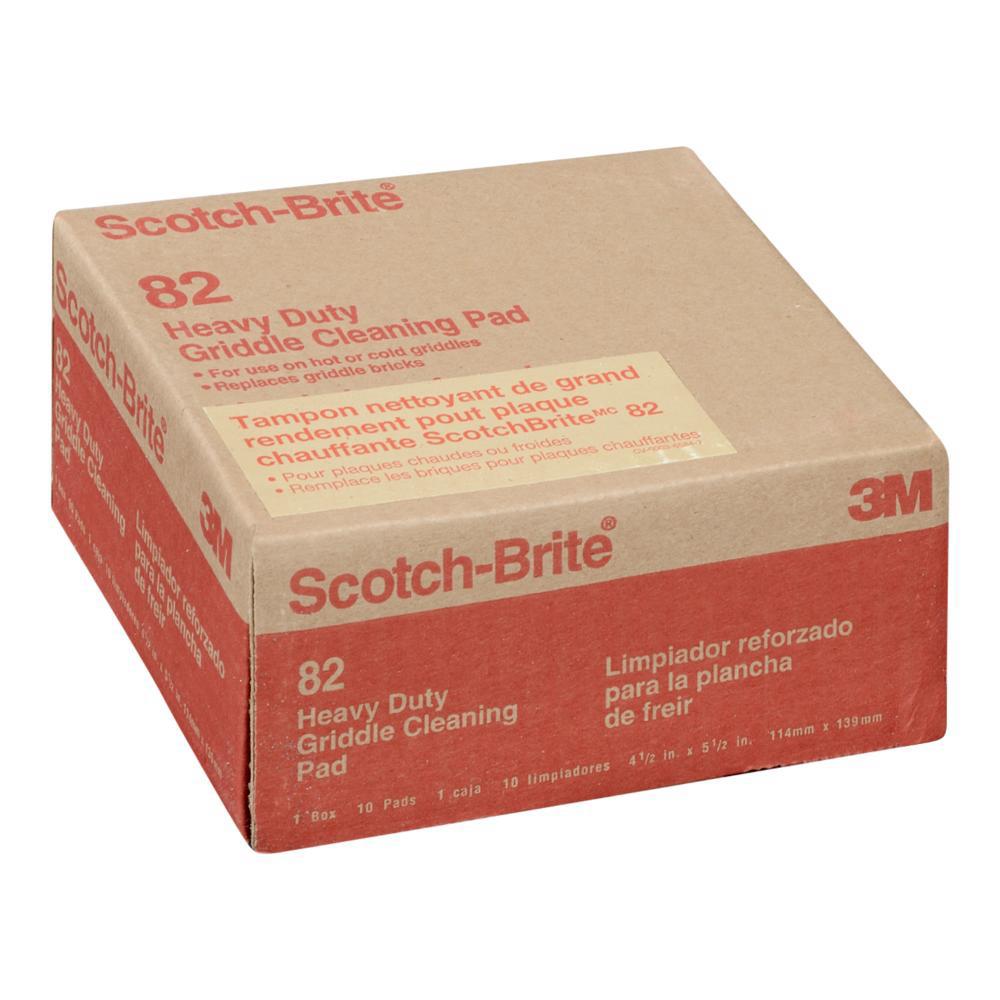 Scotch-Brite®
82
Heavy Duty
Griddle Cleaning Pad
• For use on hot or cold griddles
• Replaces griddle bricks
Tampon nettoyant de grand
rendement pout plaque
chauffante ScotchBriteMC 82
• Pour plaques chaudes ou froides
• Remplace les briques pour plaques chauffantes
Scotch-Brite®
82
Heavy Duty
Griddle Cleaning
Pad
3M
Limpiador reforzado
para la plancha
de freir
Scotch-Brite®
3M
82
Heavy Duty
Griddle Cleaning
Pad
Limpiador reforzado
para la plancha
de freir
1 Box 10 Pads 1 caja 10 limpiadores 4 1/2 in. x 5 1/2 in. 114mm x 139mm